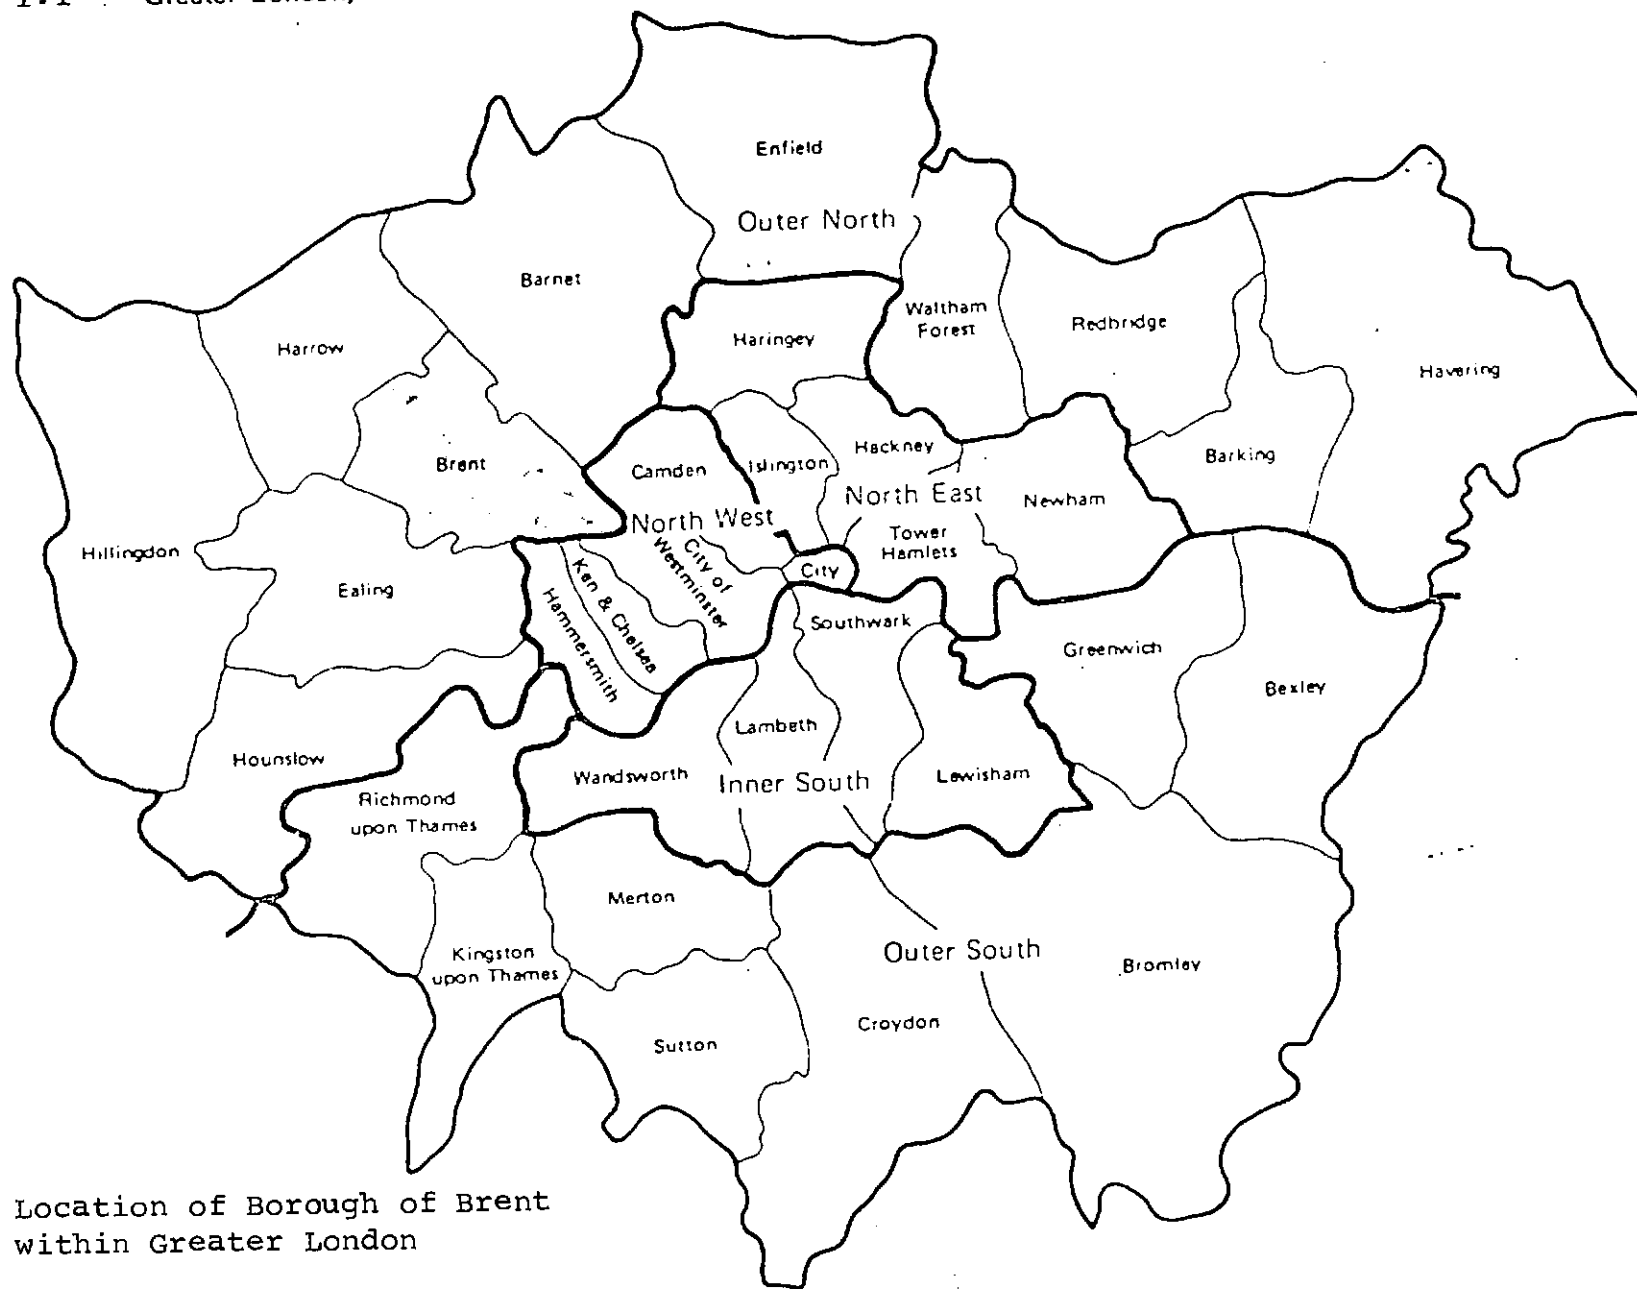 Greater London,
Enfield
Outer North
Barnet
Waltham
Forest
Redbridge
Haringey
Harrow
Havering
Brent
Camden
Islington
Hackney
Barking
North East
Newham
North West
Tower
Hamlets
Hillingdon
City of
Westminster
City
Ealing
Ken & Chelsea
Hammersmith
Southwark
Greenwich
Bexley
Lambeth
Hounslow
Wandsworth
Inner South
Lewisham
Richmond
upon Thames
Merton
Kingston
upon Thames
Outer South
Bromley
Croydon
Sutton
Location of Borough of Brent
within Greater London